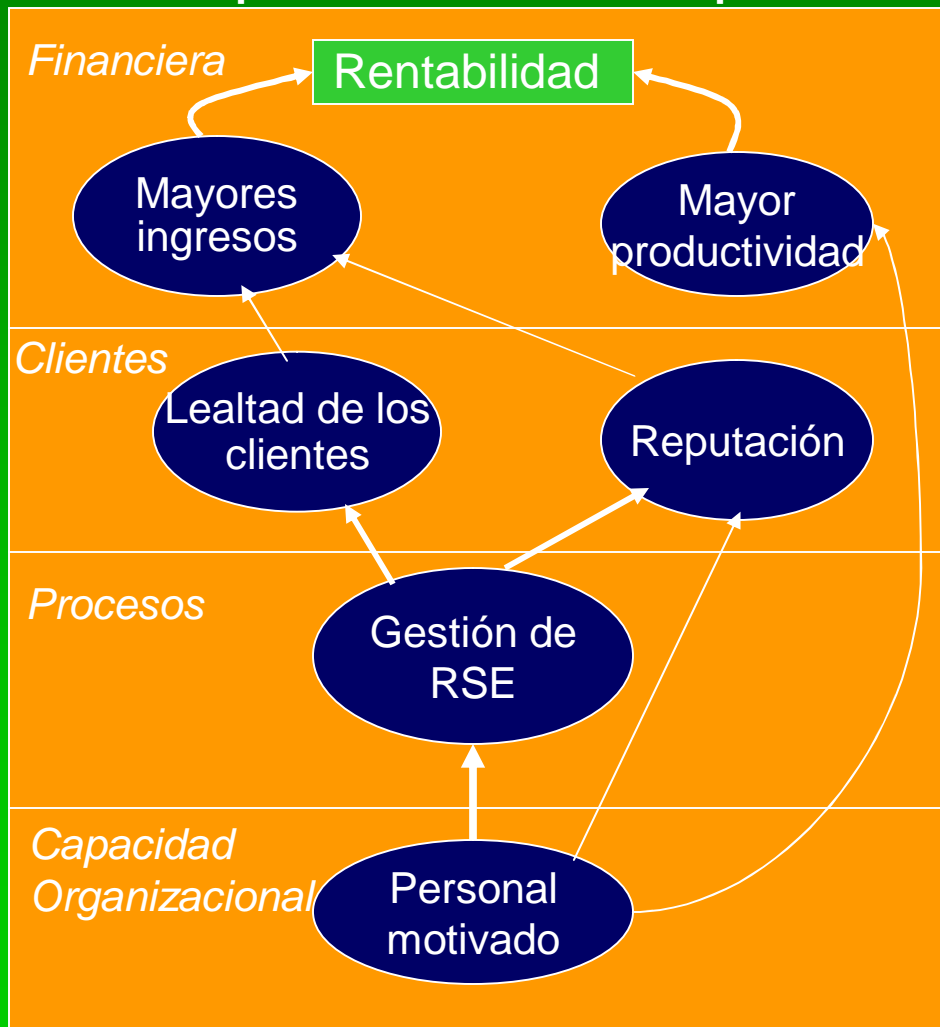 Financiera
Rentabilidad
Mayores
ingresos
Mayor
productividad
Clientes
Lealtad de los
clientes
Reputación
Procesos
Gestión de
RSE
Capacidad
Organizacional
Personal
motivado